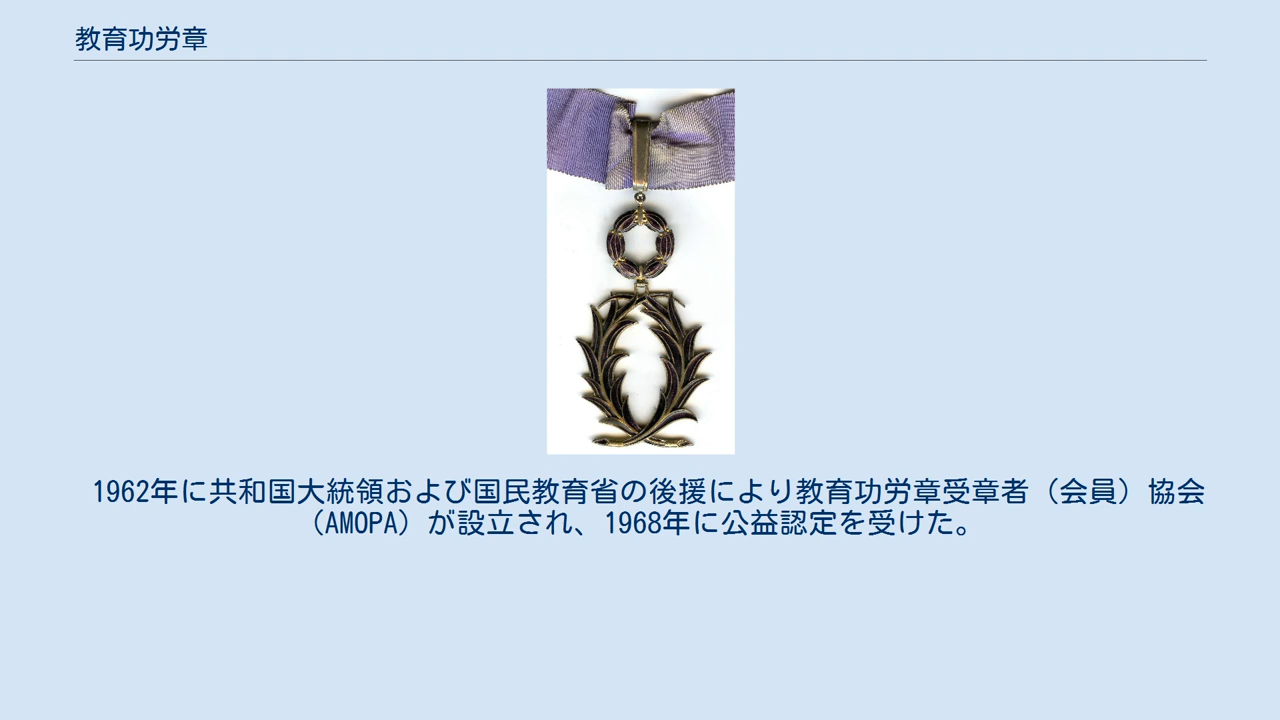 教育功労章
1962年に共和国大統領および国民教育省の後援により教育功労章受章者（会員）協会
（AMOPA）が設立され、1968年に公益認定を受けた。